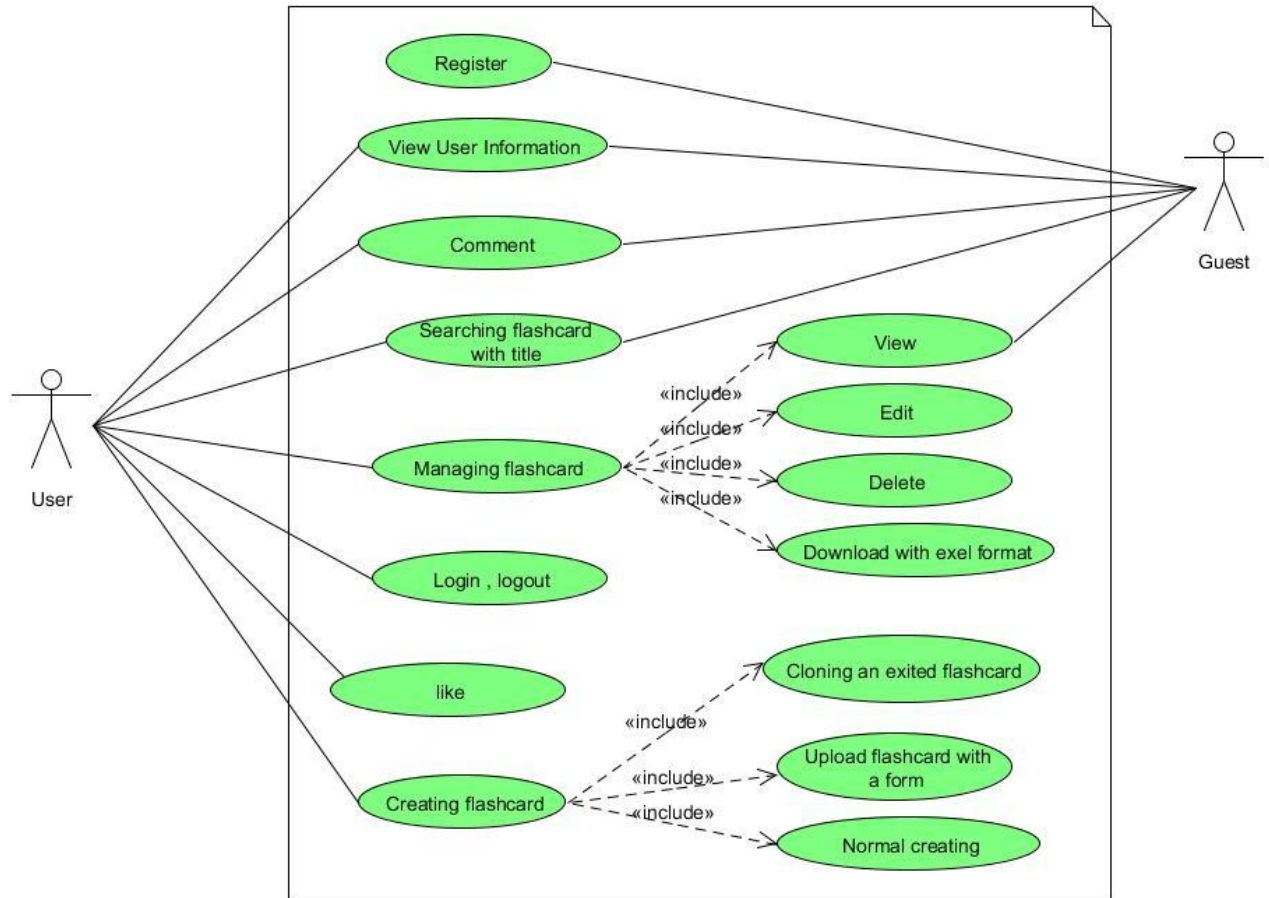 Register
View User Information
Comment
Guest
Searching flashcard
with title
View
«include»
Edit
«include»
Managing flashcard
«include»
Delete
«include»
User
Download with exel format
Login , logout
Cloning an exited flashcard
like
«include»
Upload flashcard with
a form
«include»
Creating flashcard
«include»
Normal creating